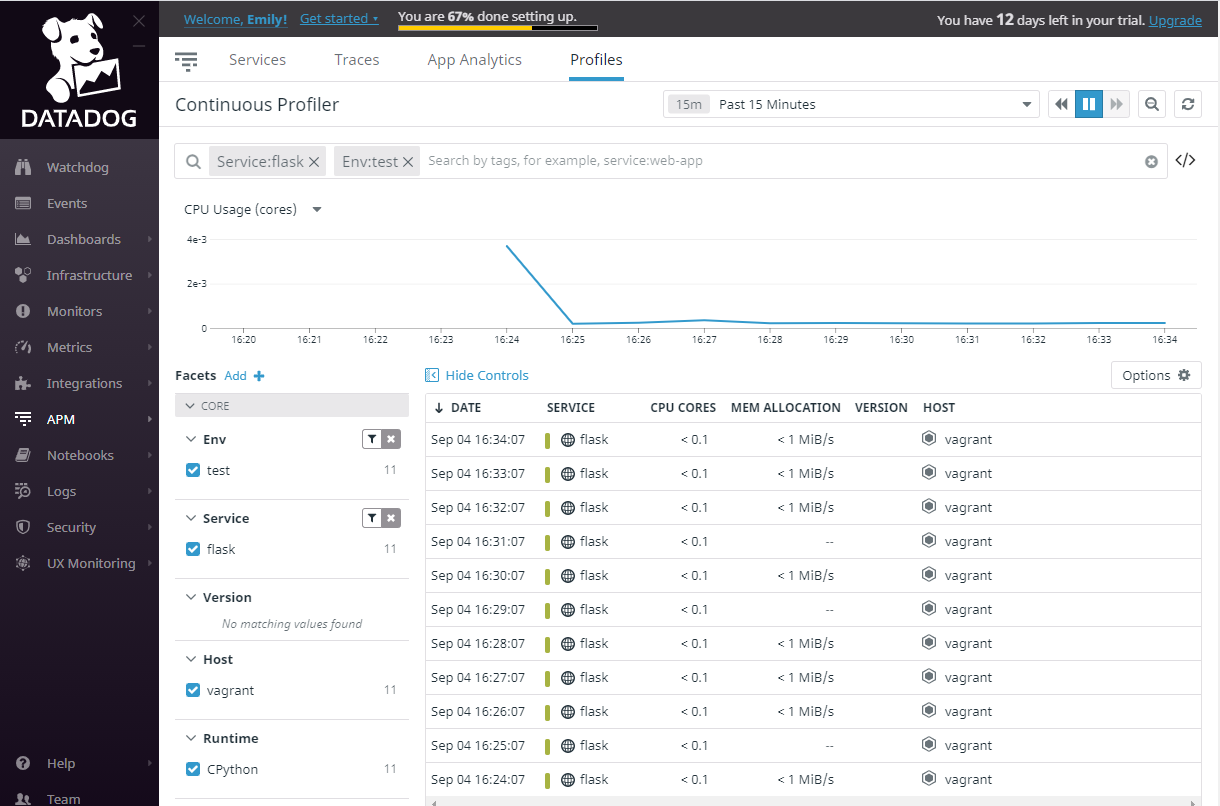 DATADOG
Watchdog
Events
Dashboards
Infrastructure
Monitors
Metrics
Integrations
APM
Notebooks
Logs
Security
UX Monitoring
Help
Team
Welcome, Emily! Get started You are 67% done setting up. You have 12 days left in your trial. Upgrade
Services Traces App Analytics Profiles
Continuous Profiler 15m Past 15 Minutes
Service:flask Env:test Search by tags, for example, service:web-app </>
CPU Usage (cores)
4e-3
2e-3
0
16:20 16:21 16:22 16:23 16:24 16:25 16:26 16:27 16:28 16:29 16:30 16:31 16:32 16:33 16:34
Facets Add
CORE
Env
test 11
Service
flask 11
Version
No matching values found
Host
vagrant 11
Runtime
CPython 11
Hide Controls Options
DATE SERVICE CPU CORES MEM ALLOCATION VERSION HOST
Sep 04 16:34:07 flask < 0.1 < 1 MiB/s vagrant
Sep 04 16:33:07 flask < 0.1 < 1 MiB/s vagrant
Sep 04 16:32:07 flask < 0.1 < 1 MiB/s vagrant
Sep 04 16:31:07 flask < 0.1 -- vagrant
Sep 04 16:30:07 flask < 0.1 < 1 MiB/s vagrant
Sep 04 16:29:07 flask < 0.1 -- vagrant
Sep 04 16:28:07 flask < 0.1 < 1 MiB/s vagrant
Sep 04 16:27:07 flask < 0.1 < 1 MiB/s vagrant
Sep 04 16:26:07 flask < 0.1 < 1 MiB/s vagrant
Sep 04 16:25:07 flask < 0.1 -- vagrant
Sep 04 16:24:07 flask < 0.1 < 1 MiB/s vagrant